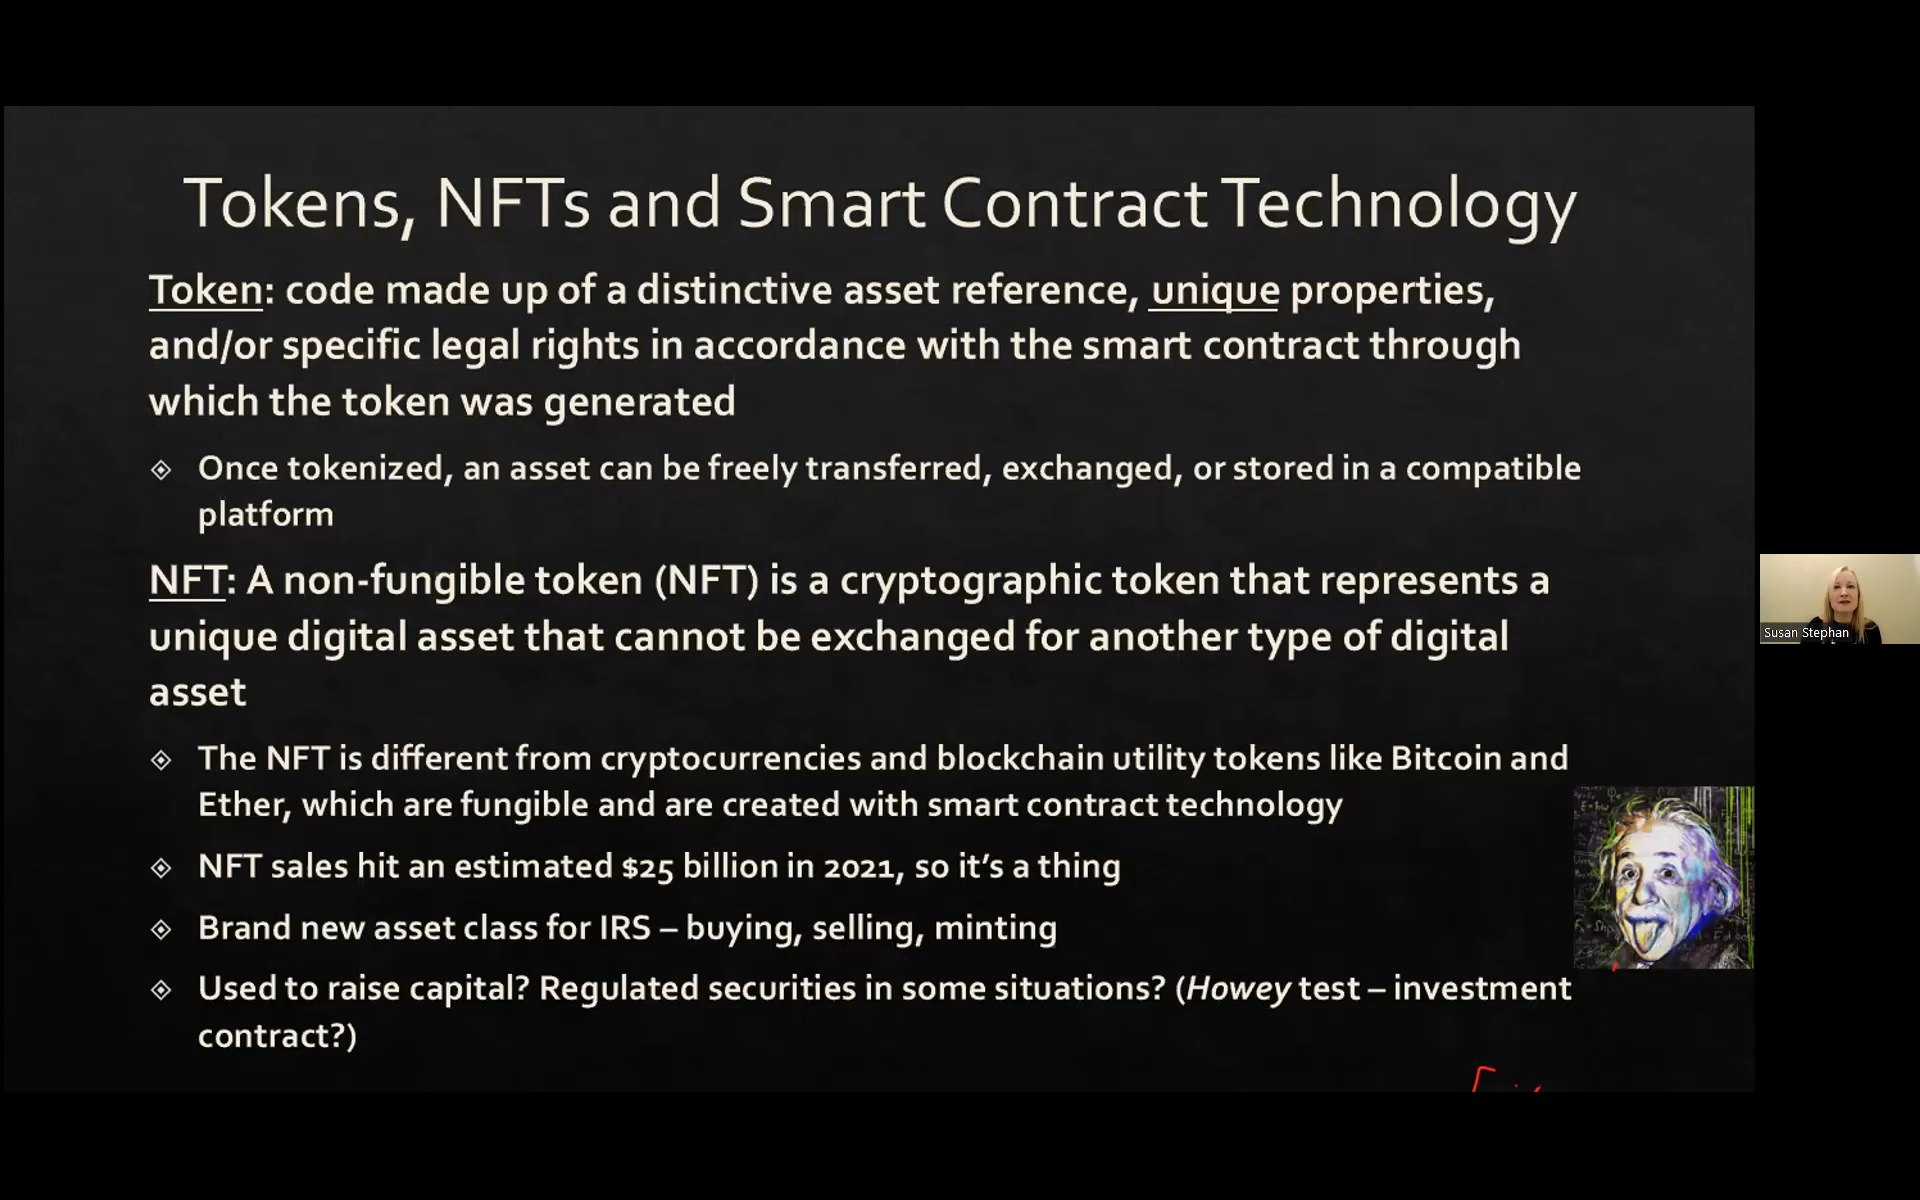 Tokens, NFTs and Smart Contract Technology
Token: code made up of a distinctive asset reference, unique properties,
and/or specific legal rights in accordance with the smart contract through
which the token was generated
Once tokenized, an asset can be freely transferred, exchanged, or stored in a compatible
platform
NFT: A non-fungible token (NFT) is a cryptographic token that represents a
unique digital asset that cannot be exchanged for another type of digital
asset
The NFT is different from cryptocurrencies and blockchain utility tokens like Bitcoin and
Ether, which are fungible and are created with smart contract technology
NFT sales hit an estimated $25 billion in 2021, so it's a thing
Brand new asset class for IRS – buying, selling, minting
Used to raise capital? Regulated securities in some situations? (Howey test – investment
contract?)
Susan Stephan